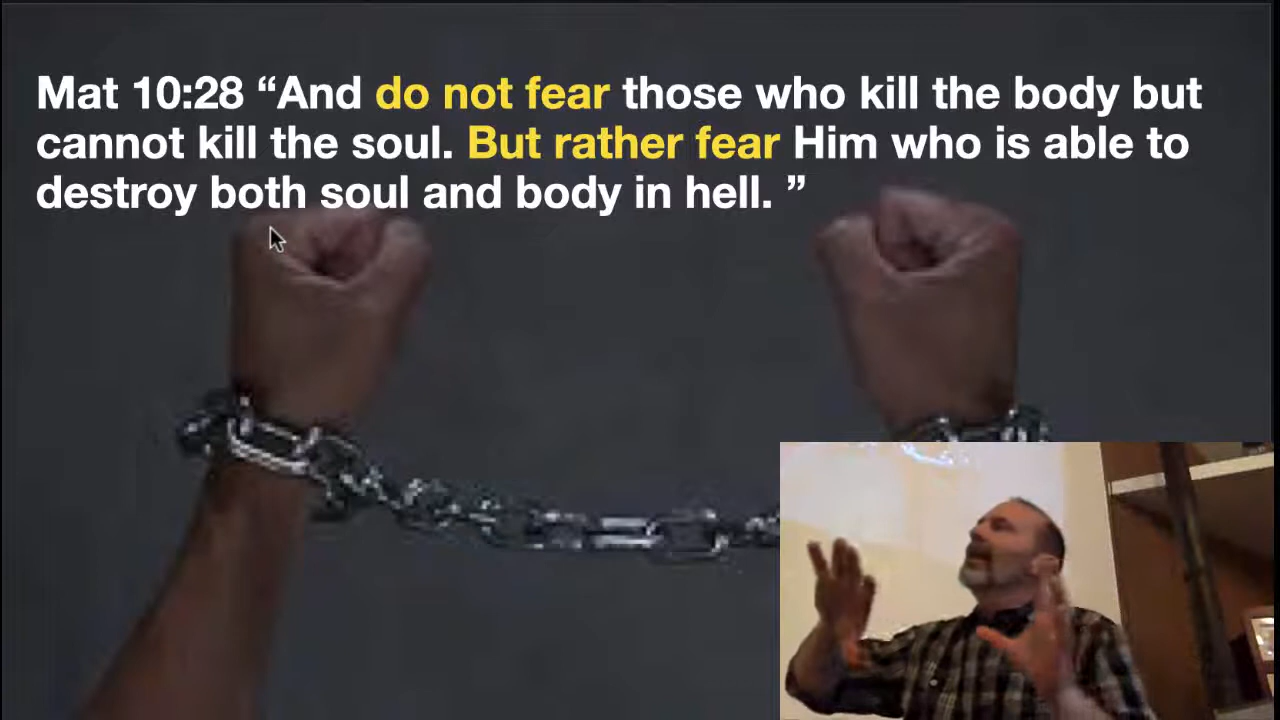 Mat 10:28 “And do not fear those who kill the body but
cannot kill the soul. But rather fear Him who is able to
destroy both soul and body in hell. ”